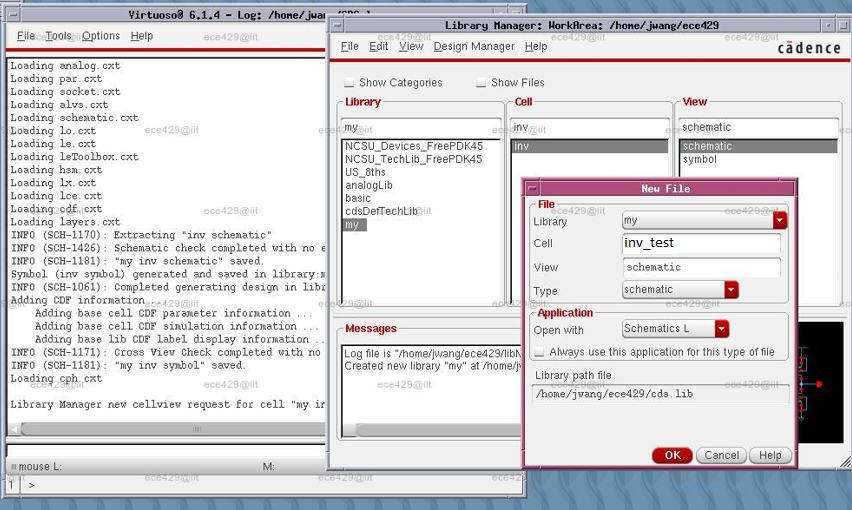 Virtuoso® 6.1.4 - Log: /home/jwang/CDS.l
File Tools Options Help
Loading analog.cxt
Loading par.cxt
Loading socket.cxt
Loading alvs.cxt
Loading schematic.cxt
Loading lo.cxt
Loading le.cxt
Loading leToolbox.cxt
Loading hsm.cxt
Loading lx.cxt
Loading lce.cxt
Loading cdf.cxt
Loading layers.cxt
INFO (SCH-1170): Extracting "inv schematic"
INFO (SCH-1426): Schematic check completed with no e
INFO (SCH-1181): "my inv schematic" saved.
Symbol (inv symbol) generated and saved in library:m
INFO (SCH-1061): Completed generating design in libr
Adding CDF information ...
Adding base cell CDF parameter information ...
Adding base cell CDF simulation information ...
Adding base lib CDF label display information ...
INFO (SCH-1171): Cross View Check completed with no
INFO (SCH-1181): "my inv symbol" saved.
Loading cph.cxt
Library Manager new cellview request for cell "my in
mouse L: M:
1 >
Library Manager: WorkArea: /home/jwang/ece429
File Edit View Design Manager Help
cādence
Show Categories Show Files
Library
my
NCSU_Devices_FreePDK45
NCSU_TechLib_FreePDK45
US_8ths
analogLib
basic
cdsDefTechLib
my
Cell
inv
inv
View
schematic
schematic
symbol
Messages
Log file is "/home/jwang/ece429/libM
Created new library "my" at /home/jw
New File
File
Library my
Cell inv_test
View schematic
Type schematic
Application
Open with Schematics L
Always use this application for this type of file
Library path file
/home/jwang/ece429/cds.lib
OK Cancel Help
ece429@iit